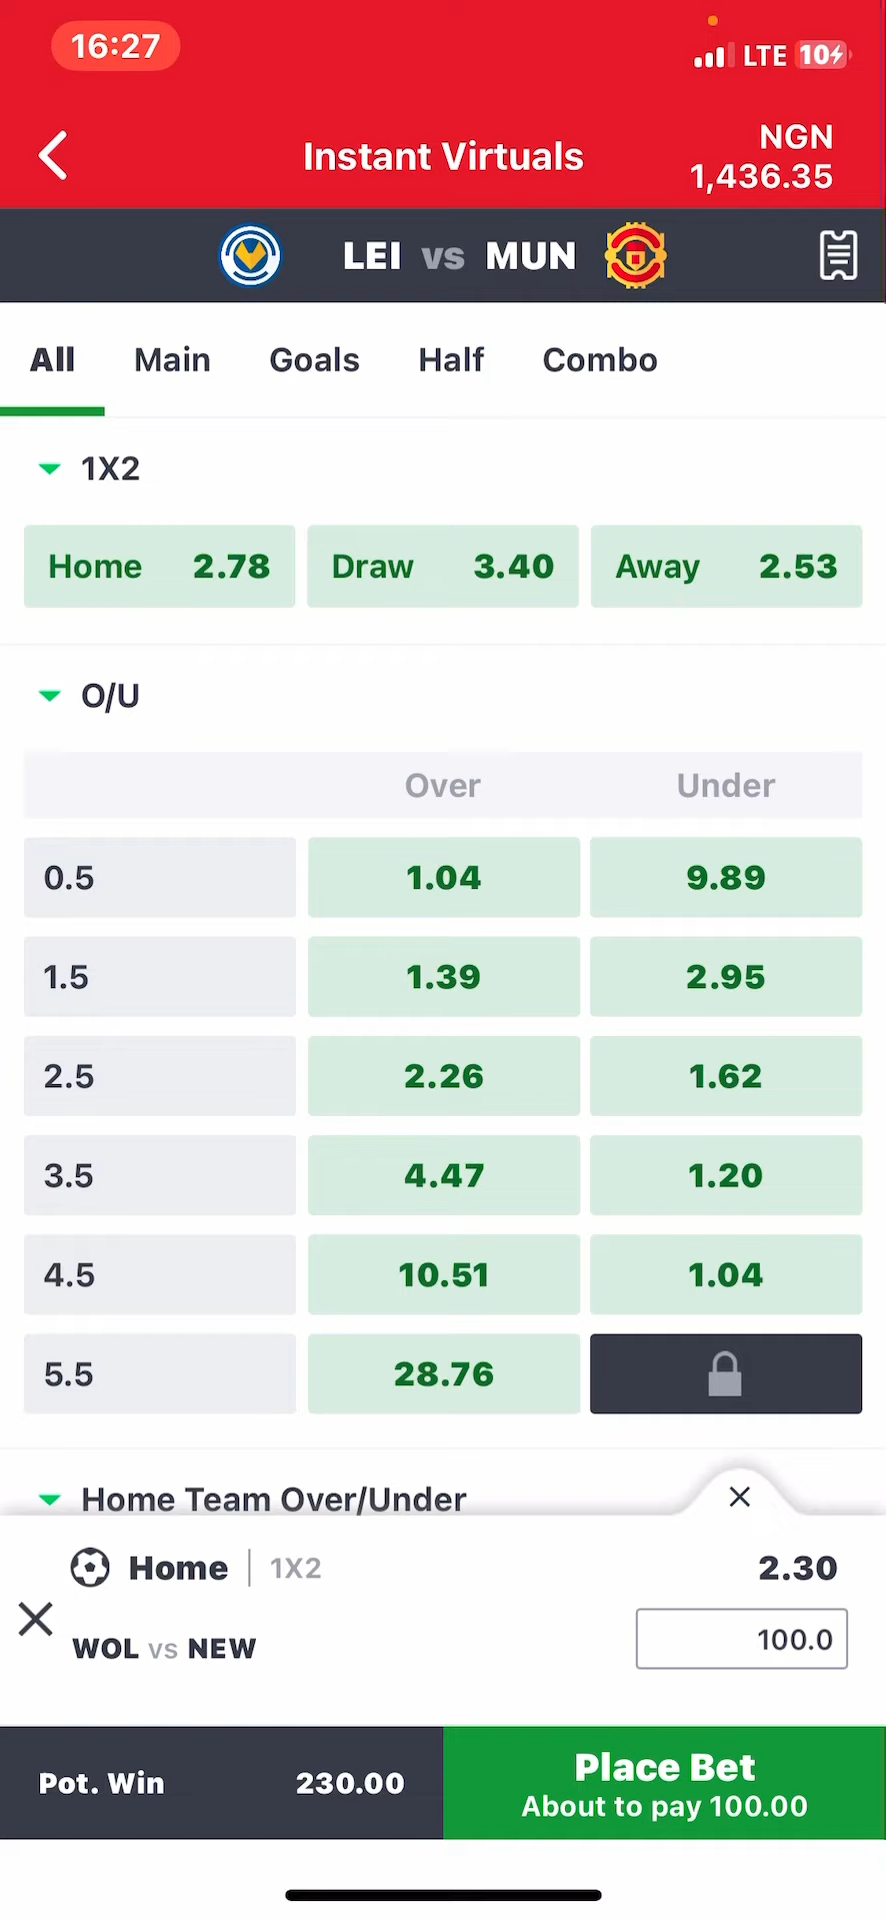 16:27
LTE 10
Instant Virtuals
NGN
1,436.35
LEI vs MUN
All Main Goals Half Combo
1X2
Home 2.78 Draw 3.40 Away 2.53
O/U
Over Under
0.5 1.04 9.89
1.5 1.39 2.95
2.5 2.26 1.62
3.5 4.47 1.20
4.5 10.51 1.04
5.5 28.76
Home Team Over/Under
Home | 1X2 2.30
WOL vs NEW 100.0
Pot. Win 230.00
Place Bet
About to pay 100.00